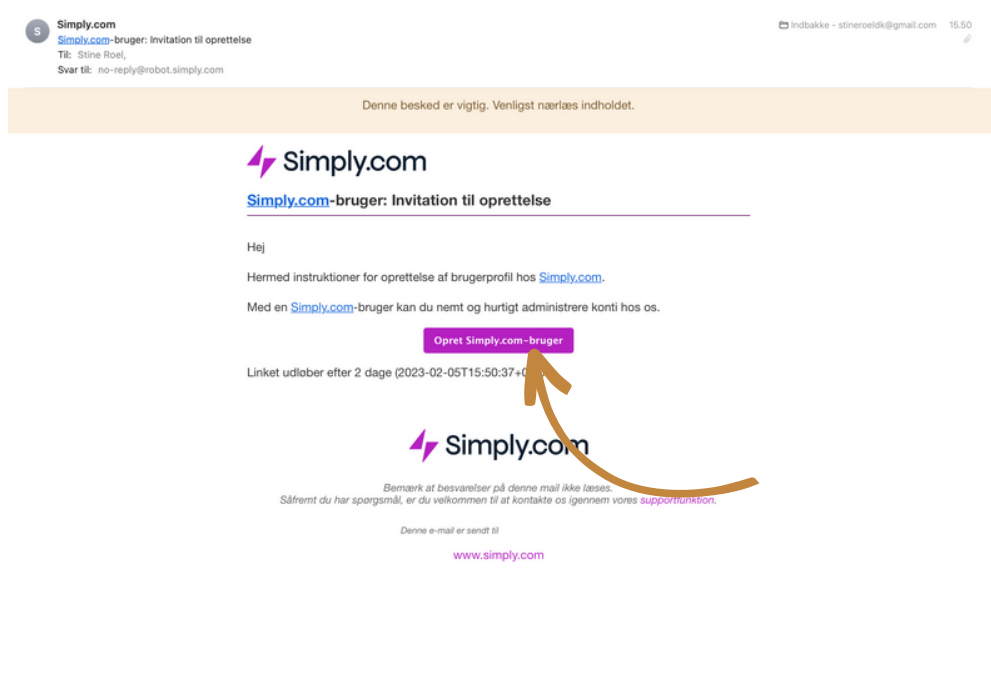 S
Simply.com
Indbakke - stineroeldk@gmail.com 15.50
Simply.com-bruger: Invitation til oprettelse
Til: Stine Roel,
Svar til: no-reply@robot.simply.com
Denne besked er vigtig. Venligst nærlæs indholdet.
Simply.com
Simply.com-bruger: Invitation til oprettelse
Hej
Hermed instruktioner for oprettelse af brugerprofil hos Simply.com.
Med en Simply.com-bruger kan du nemt og hurtigt administrere konti hos os.
Opret Simply.com-bruger
Linket udløber efter 2 dage (2023-02-05T15:50:37+0
Simply.com
Bemærk at besvarelser på denne mail ikke læses.
Såfremt du har spørgsmål, er du velkommen til at kontakte os igennem vores supportfunktion.
Denne e-mail er sendt til
www.simply.com